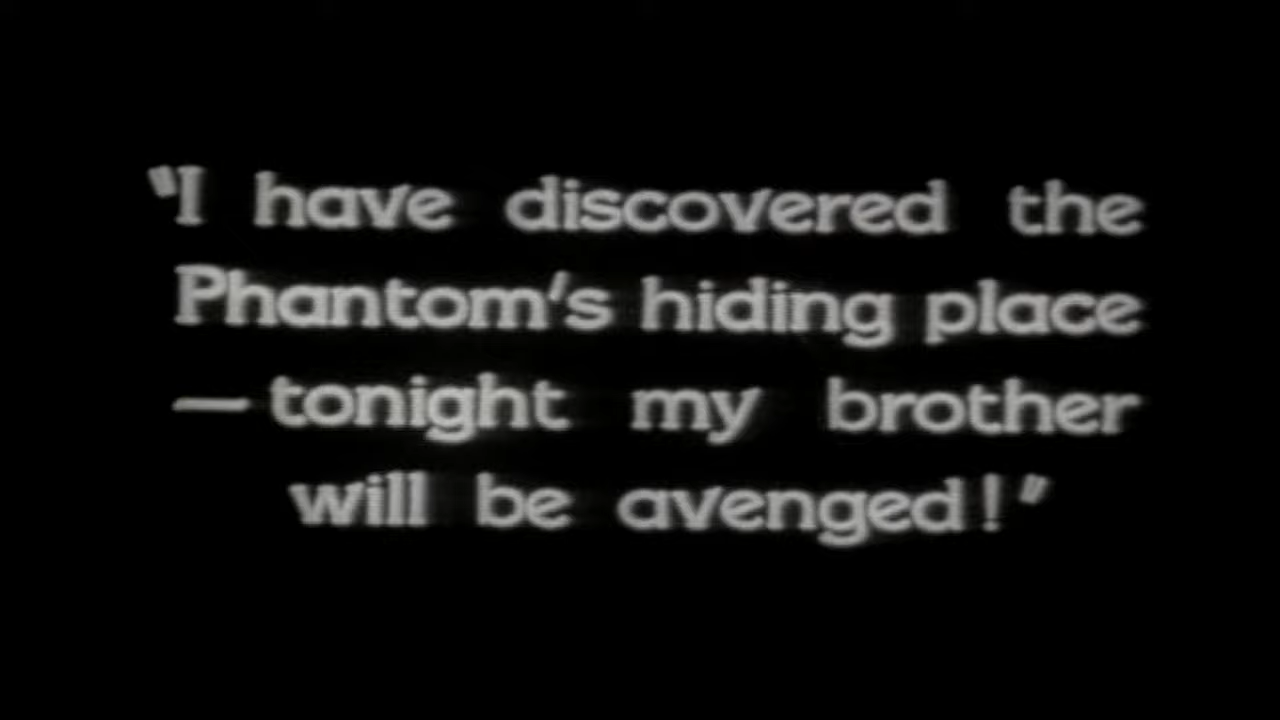 "I have discovered the
Phantom's hiding place
— tonight my brother
will be avenged!"